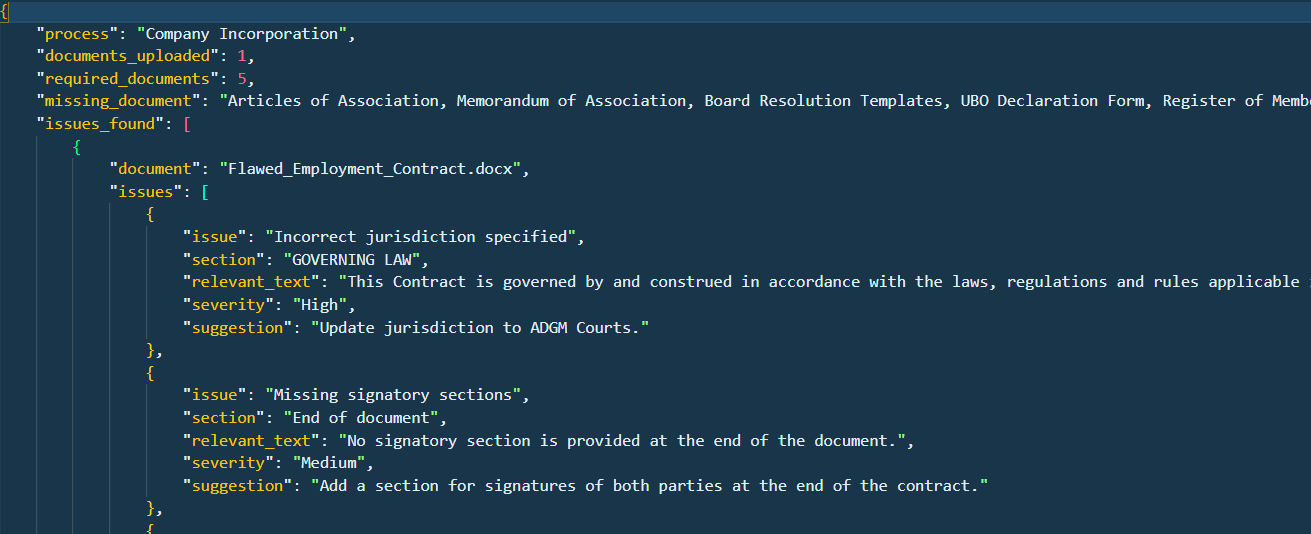 {
"process": "Company Incorporation",
"documents_uploaded": 1,
"required_documents": 5,
"missing_document": "Articles of Association, Memorandum of Association, Board Resolution Templates, UBO Declaration Form, Register of
"issues_found": [
{
"document": "Flawed_Employment_Contract.docx",
"issues": [
{
"issue": "Incorrect jurisdiction specified",
"section": "GOVERNING LAW",
"relevant_text": "This Contract is governed by and construed in accordance with the laws, regulations and rules applicable
"severity": "High",
"suggestion": "Update jurisdiction to ADGM Courts."
},
{
"issue": "Missing signatory sections",
"section": "End of document",
"relevant_text": "No signatory section is provided at the end of the document.",
"severity": "Medium",
"suggestion": "Add a section for signatures of both parties at the end of the contract."
},
{